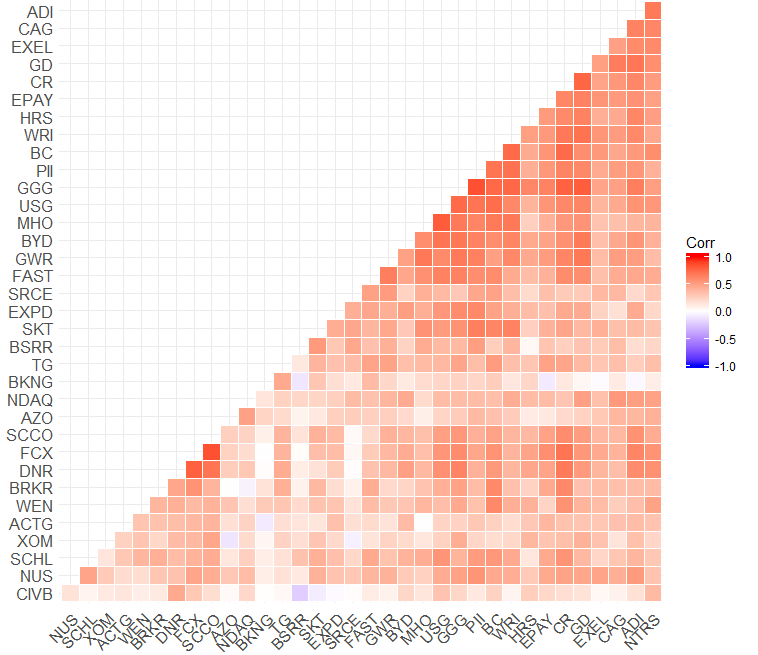 ADI
CAG
EXEL
GD
CR
EPAY
HRS
WRI
BC
PII
GGG
USG
MHO
BYD
GWR
FAST
SRCE
EXPD
SKT
BSRR
TG
BKNG
NDAQ
AZO
SCCO
FCX
DNR
BRKR
WEN
ACTG
XOM
SCHL
NUS
CIVB
Corr
1.0
0.5
0.0
-0.5
-1.0
NUS
SCHL
XOM
ACTG
WEN
BRKR
DNR
FCX
SCCO
AZO
NDAQ
BKNG
TG
BSRR
SKT
EXPD
SRCE
FAST
GWR
BYD
MHO
USG
GGG
PII
BC
WRI
HRS
EPAY
CR
GD
EXEL
CAG
ADI
NTRS